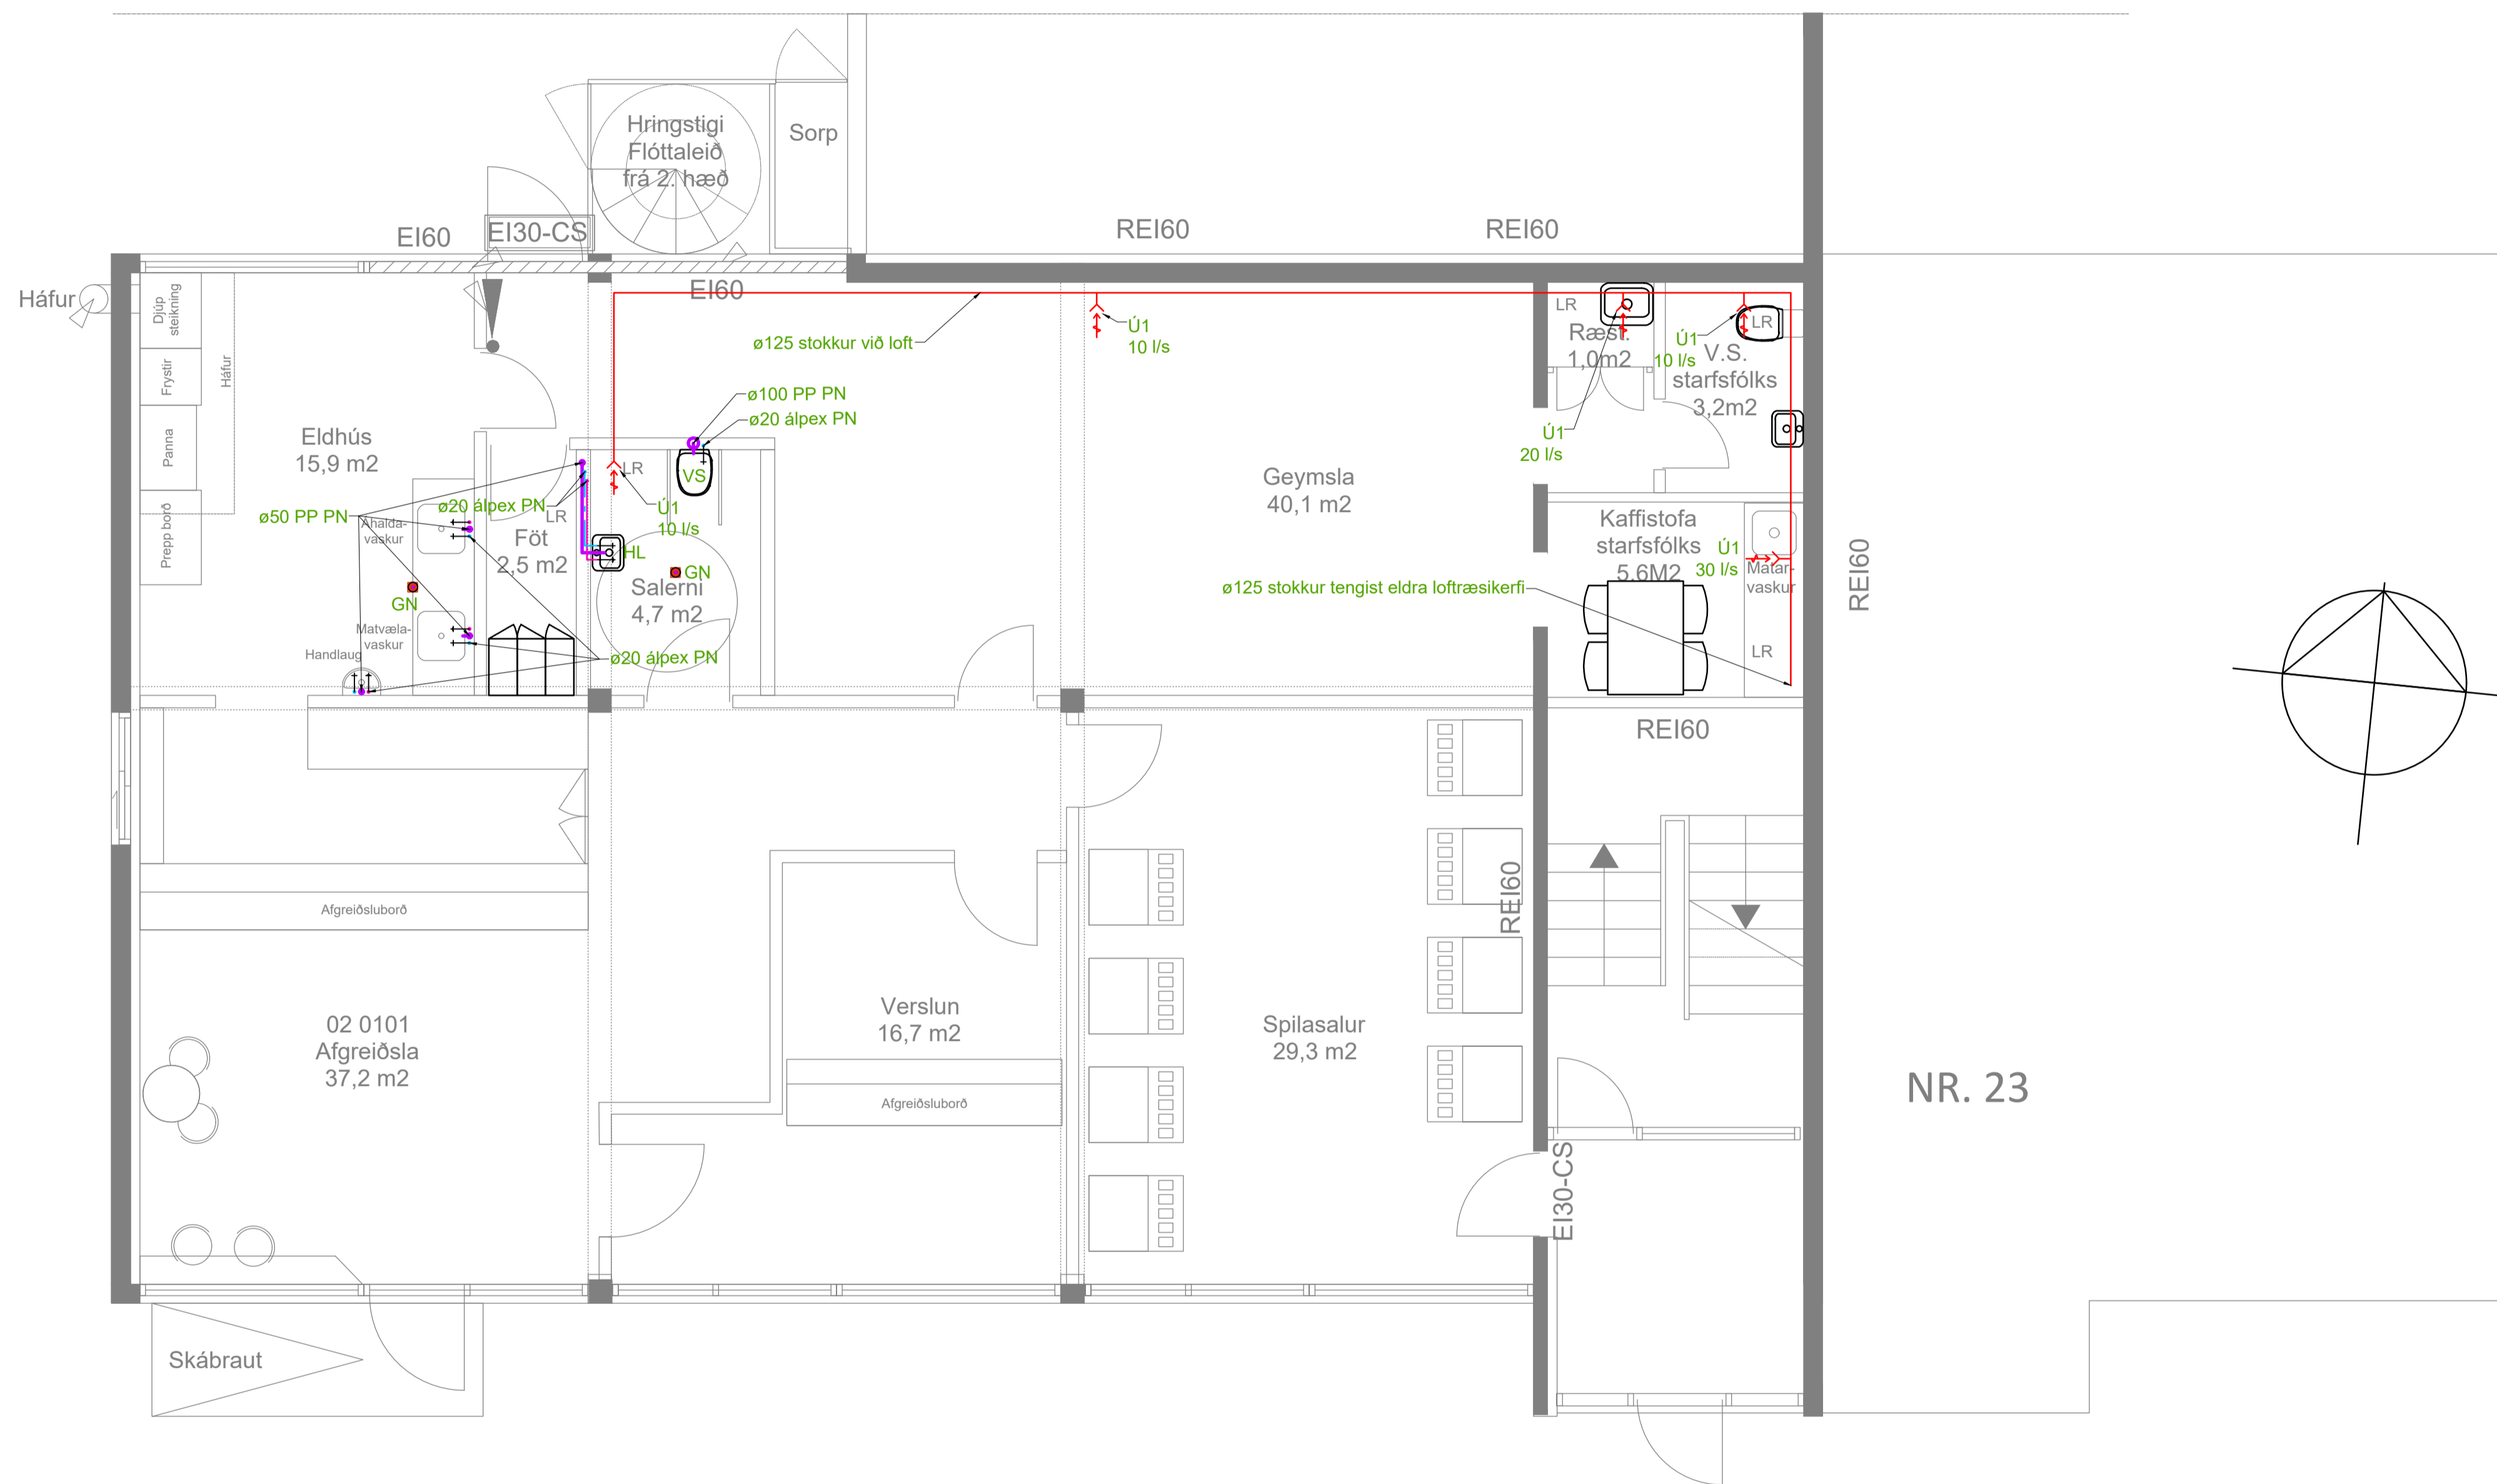 Hringstigi
Flóttaleið
frá 2. hæð
Sorp
EI60
EI30-CS
REI60
REI60
Háfur
Djúp
steikning
EI60
Frystir
Háfur
Panna
Prepp borð
Eldhús
15,9 m2
ø125 stokkur við loft
Ú1
10 l/s
LR
Ræst.
1,0m2
Ú1
10 l/s
LR
V.S.
starfsfólks
3,2m2
ø100 PP PN
ø20 álpex PN
Ú1
20 l/s
LR
VS
ø20 álpex PN
ø50 PP PN
Áhalda-
vaskur
LR
Föt
2,5 m2
Ú1
10 l/s
HL
Geymsla
40,1 m2
Kaffistofa
starfsfólks
5,6M2
Ú1
30 l/s
Matar-
vaskur
REI60
GN
GN
Salerni
4,7 m2
ø125 stokkur tengist eldra loftræsikerfi
Matvæla-
vaskur
Handlaug
ø20 álpex PN
LR
REI60
REI60
Afgreiðsluborð
02 0101
Afgreiðsla
37,2 m2
Verslun
16,7 m2
Afgreiðsluborð
Spilasalur
29,3 m2
NR. 23
EI30-CS
Skábraut